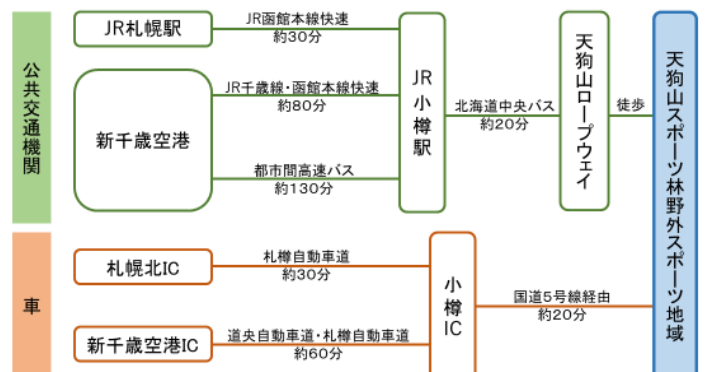 公共交通機関
JR札幌駅
JR函館本線快速
約30分
新千歳空港
JR千歳線・函館本線快速
約80分
都市間高速バス
約130分
JR小樽駅
北海道中央バス
約20分
天狗山ロープウェイ
徒歩
天狗山スポーツ林野外スポーツ地域
車
札幌北IC
札樽自動車道
約30分
新千歳空港IC
道央自動車道・札樽自動車道
約60分
小樽IC
国道5号線経由
約20分